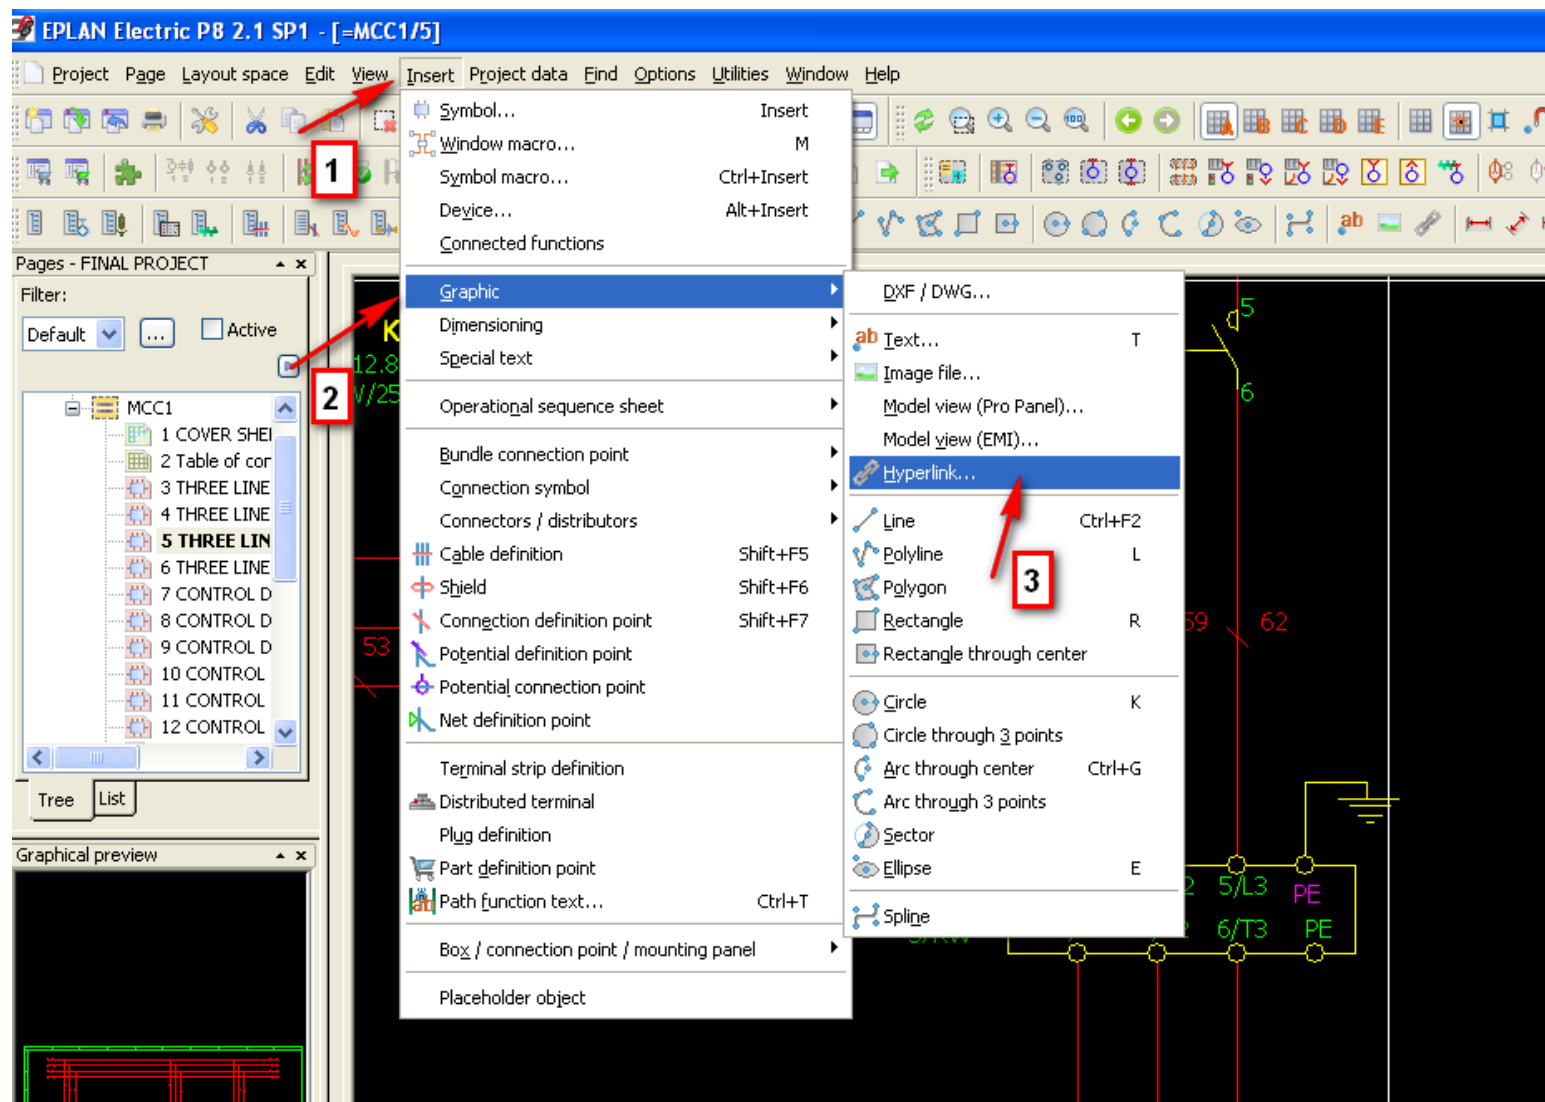 EPLAN Electric P8 2.1 SP1 - [=MCC1/5]
Project Page Layout space Edit View Insert Project data Find Options Utilities Window Help
1
Pages - FINAL PROJECT
Filter:
Default ... Active
2
MCC1
1 COVER SHE
2 Table of cor
3 THREE LINE
4 THREE LINE
5 THREE LIN
6 THREE LINE
7 CONTROL D
8 CONTROL D
9 CONTROL D
10 CONTROL
11 CONTROL
12 CONTROL
Tree List
Graphical preview
Symbol... Insert
Window macro... M
Symbol macro... Ctrl+Insert
Device... Alt+Insert
Connected functions
Graphic
Dimensioning
Special text
Operational sequence sheet
Bundle connection point
Connection symbol
Connectors / distributors
Cable definition Shift+F5
Shield Shift+F6
Connection definition point Shift+F7
Potential definition point
Potential connection point
Net definition point
Terminal strip definition
Distributed terminal
Plug definition
Part definition point
Path function text... Ctrl+T
Box / connection point / mounting panel
Placeholder object
DXF / DWG...
Text... T
Image file...
Model view (Pro Panel)...
Model view (EMI)...
Hyperlink...
3
Line Ctrl+F2
Polyline L
Polygon
Rectangle R
Rectangle through center
Circle K
Circle through 3 points
Arc through center Ctrl+G
Arc through 3 points
Sector
Ellipse E
Spline
K
12.8
V/25
53
5
6
59 62
2 5/L3 PE
6/T3 PE